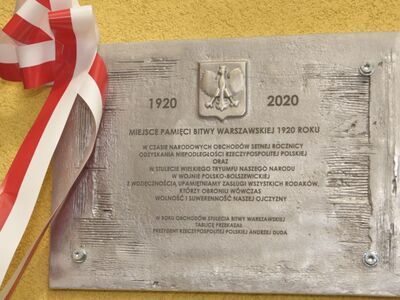 1920 2020
MIEJSCE PAMIĘCI BITWY WARSZAWSKIEJ 1920 ROKU
W CZASIE NARODOWYCH OBCHODÓW SETNEJ ROCZNICY
ODZYSKANIA NIEPODLEGŁOŚCI RZECZYPOSPOLITEJ POLSKIEJ
ORAZ
W STULECIE WIELKIEGO TRYUMFU NASZEGO NARODU
W WOJNIE POLSKO-BOLSZEWICKIEJ
Z WDZIĘCZNOŚCIĄ UPAMIĘTNIAMY ZASŁUGI WSZYSTKICH RODAKÓW,
KTÓRZY OBRONILI WÓWCZAS
WOLNOŚĆ I SUWERENNOŚĆ NASZEJ OJCZYZNY
W ROKU OBCHODÓW STULECIA BITWY WARSZAWSKIEJ
TABLICĘ PRZEKAZAŁ
PREZYDENT RZECZYPOSPOLITEJ POLSKIEJ ANDRZEJ DUDA